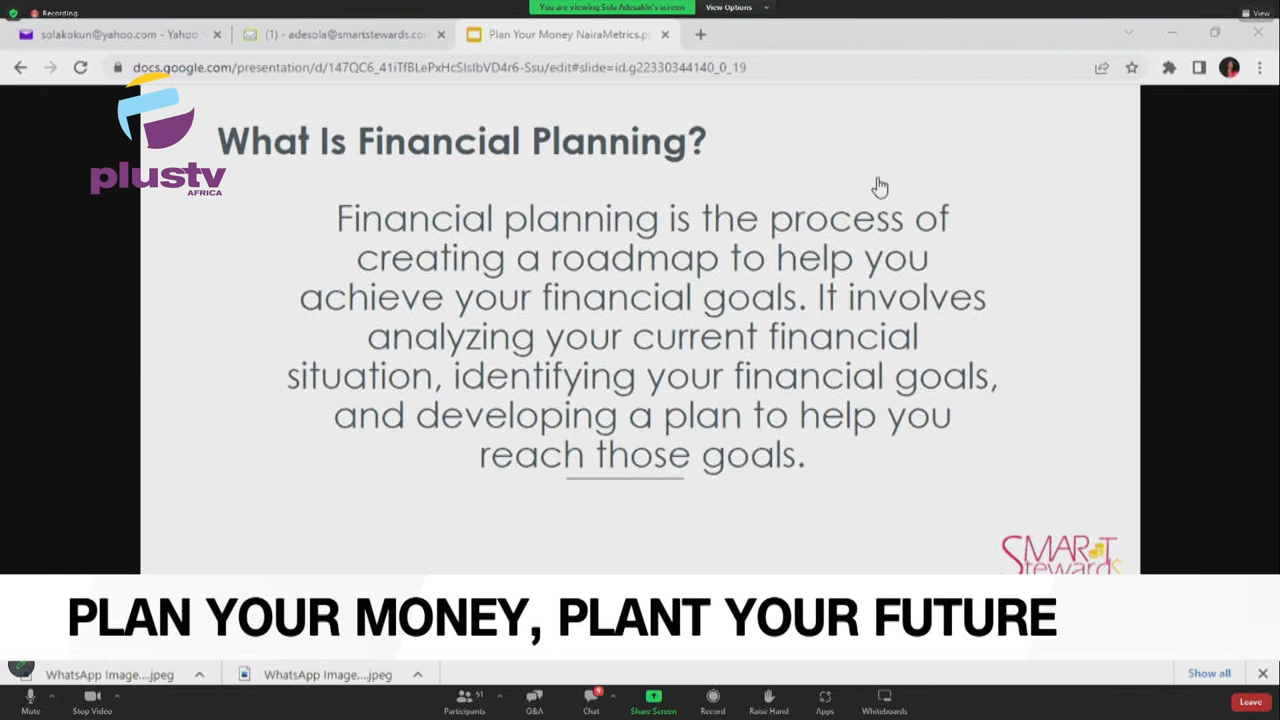 Recording
You are viewing Sola Adesakin's screen
View Options
View
solakokun@yahoo.com - Yahoo
(1) - adesola@smartstewards.co
Plan Your Money NairaMetrics.p
docs.google.com/presentation/d/147QC6_41iTfBLePxHcSIsIbVD4r6-Ssu/edit#slide=id.g22330344140_0_19
plustv
AFRICA
What Is Financial Planning?
Financial planning is the process of
creating a roadmap to help you
achieve your financial goals. It involves
analyzing your current financial
situation, identifying your financial goals,
and developing a plan to help you
reach those goals.
SMART
Stewards
PLAN YOUR MONEY, PLANT YOUR FUTURE
WhatsApp Image....jpeg
WhatsApp Image....jpeg
Show all
Mute
Stop Video
Participants
51
Q&A
Chat
Share Screen
Record
Raise Hand
Apps
Whiteboards
Leave